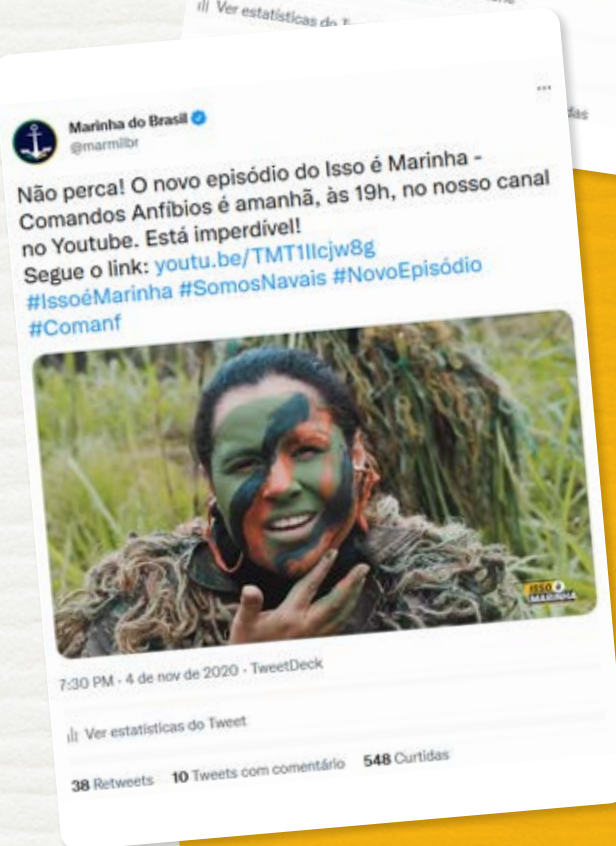 Ver estatísticas do
das
Marinha do Brasil
@marmilbr
Não perca! O novo episódio do Isso é Marinha -
Comandos Anfíbios é amanhã, às 19h, no nosso canal
no Youtube. Está imperdível!
Segue o link: youtu.be/TMT1IIcjw8g
#IssoéMarinha #SomosNavais #NovoEpisódio
#Comanf
ISSO É
MARINHA
7:30 PM · 4 de nov de 2020 · TweetDeck
Ver estatísticas do Tweet
38 Retweets 10 Tweets com comentário 548 Curtidas